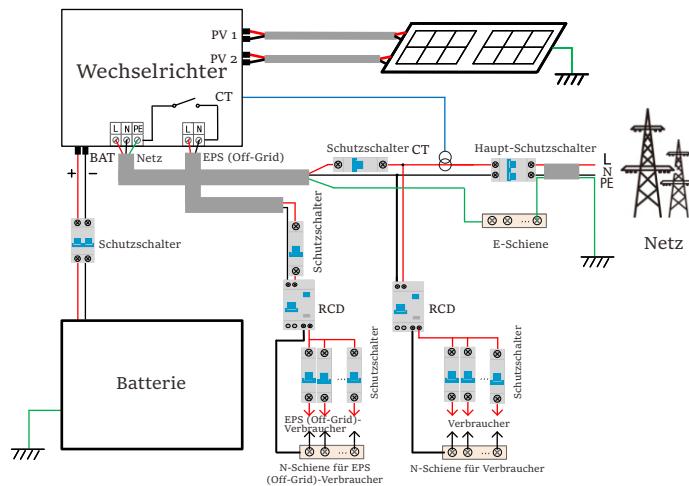 PV 1
PV 2
Wechselrichter
CT
L N PE
L N
BAT
Netz
EPS (Off-Grid)
+ −
Schutzschalter
CT
Haupt-Schutzschalter
L
N
PE
Netz
E-Schiene
Schutzschalter
Schutzschalter
RCD
RCD
Batterie
Schutzschalter
Schutzschalter
...
...
...
EPS (Off-Grid)-
Verbraucher
Verbraucher
N-Schiene für EPS
(Off-Grid)-Verbraucher
N-Schiene für Verbraucher
...
...